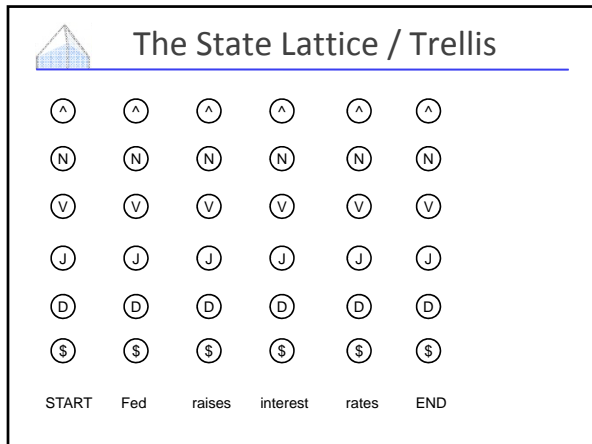 The State Lattice / Trellis
^ ^ ^ ^ ^ ^
N N N N N N
V V V V V V
J J J J J J
D D D D D D
$ $ $ $ $ $
START Fed raises interest rates END